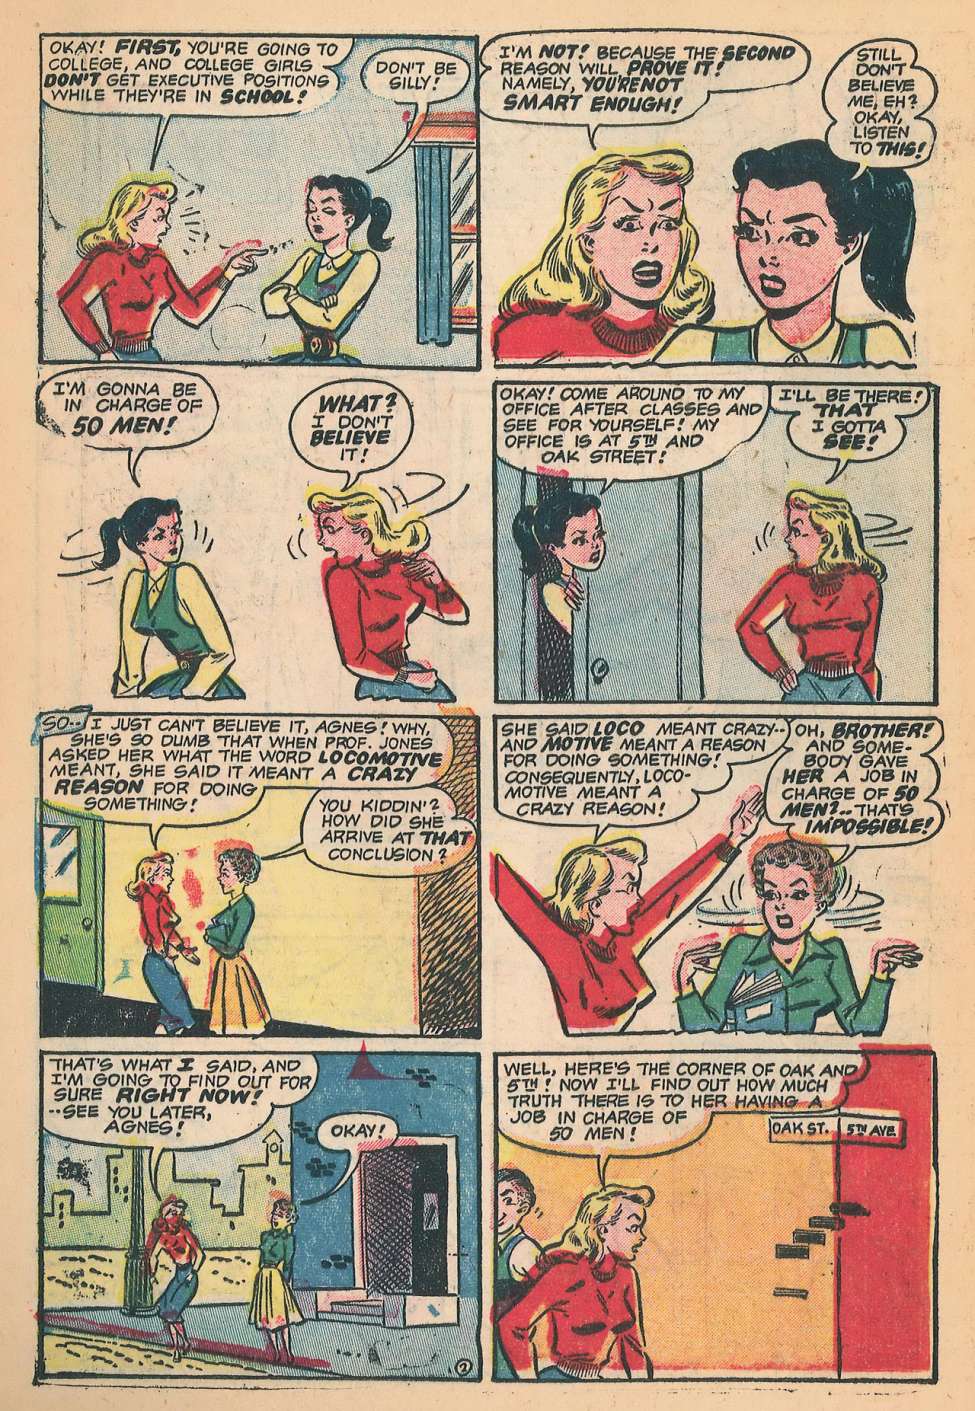 OKAY! FIRST, YOU'RE GOING TO
COLLEGE, AND COLLEGE GIRLS
DON'T GET EXECUTIVE POSITIONS
WHILE THEY'RE IN SCHOOL!
DON'T BE
SILLY!
I'M NOT! BECAUSE THE SECOND
REASON WILL PROVE IT!
NAMELY, YOU'RE NOT
SMART ENOUGH!
STILL
DON'T
BELIEVE
ME, EH?
OKAY,
LISTEN
TO THIS!
I'M GONNA BE
IN CHARGE OF
50 MEN!
WHAT?
I DON'T
BELIEVE
IT!
OKAY! COME AROUND TO MY
OFFICE AFTER CLASSES AND
SEE FOR YOURSELF! MY
OFFICE IS AT 5TH AND
OAK STREET!
I'LL BE THERE!
THAT
I GOTTA
SEE!
SO--
I JUST CAN'T BELIEVE IT, AGNES! WHY,
SHE'S SO DUMB THAT WHEN PROF. JONES
ASKED HER WHAT THE WORD LOCOMOTIVE
MEANT, SHE SAID IT MEANT A CRAZY
REASON FOR DOING
SOMETHING!
YOU KIDDIN'?
HOW DID SHE
ARRIVE AT THAT
CONCLUSION?
SHE SAID LOCO MEANT CRAZY--
AND MOTIVE MEANT A REASON
FOR DOING SOMETHING!
CONSEQUENTLY, LOCO-
MOTIVE MEANT A
CRAZY REASON!
OH, BROTHER!
AND SOME-
BODY GAVE
HER A JOB IN
CHARGE OF 50
MEN?-- THAT'S
IMPOSSIBLE!
THAT'S WHAT I SAID, AND
I'M GOING TO FIND OUT FOR
SURE RIGHT NOW!
--SEE YOU LATER,
AGNES!
OKAY!
2
WELL, HERE'S THE CORNER OF OAK AND
5TH! NOW I'LL FIND OUT HOW MUCH
TRUTH THERE IS TO HER HAVING A
JOB IN CHARGE OF
50 MEN!
OAK ST.
5TH AVE